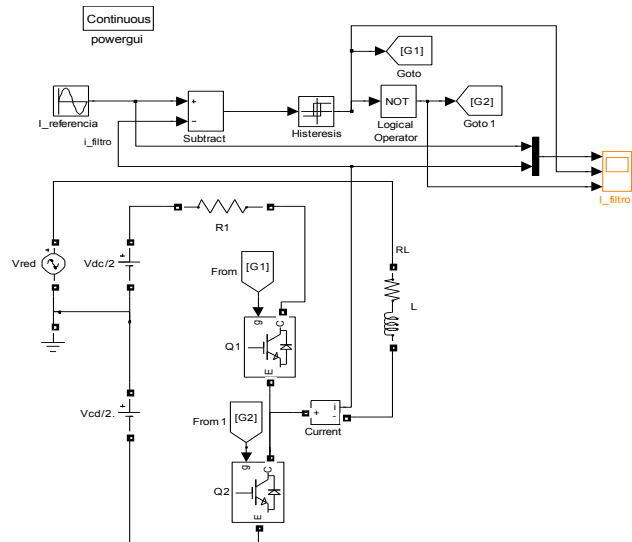 Continuous
powergui
[G1]
Goto
I_referencia
+
−
Subtract
Histeresis
NOT
Logical
Operator
[G2]
Goto 1
i_filtro
I_filtro
R1
RL
Vred
+
Vdc/2
From
[G1]
L
g
C
Q1
E
+
Vcd/2.
From 1
[G2]
+
i
-
Current
g
C
Q2
E